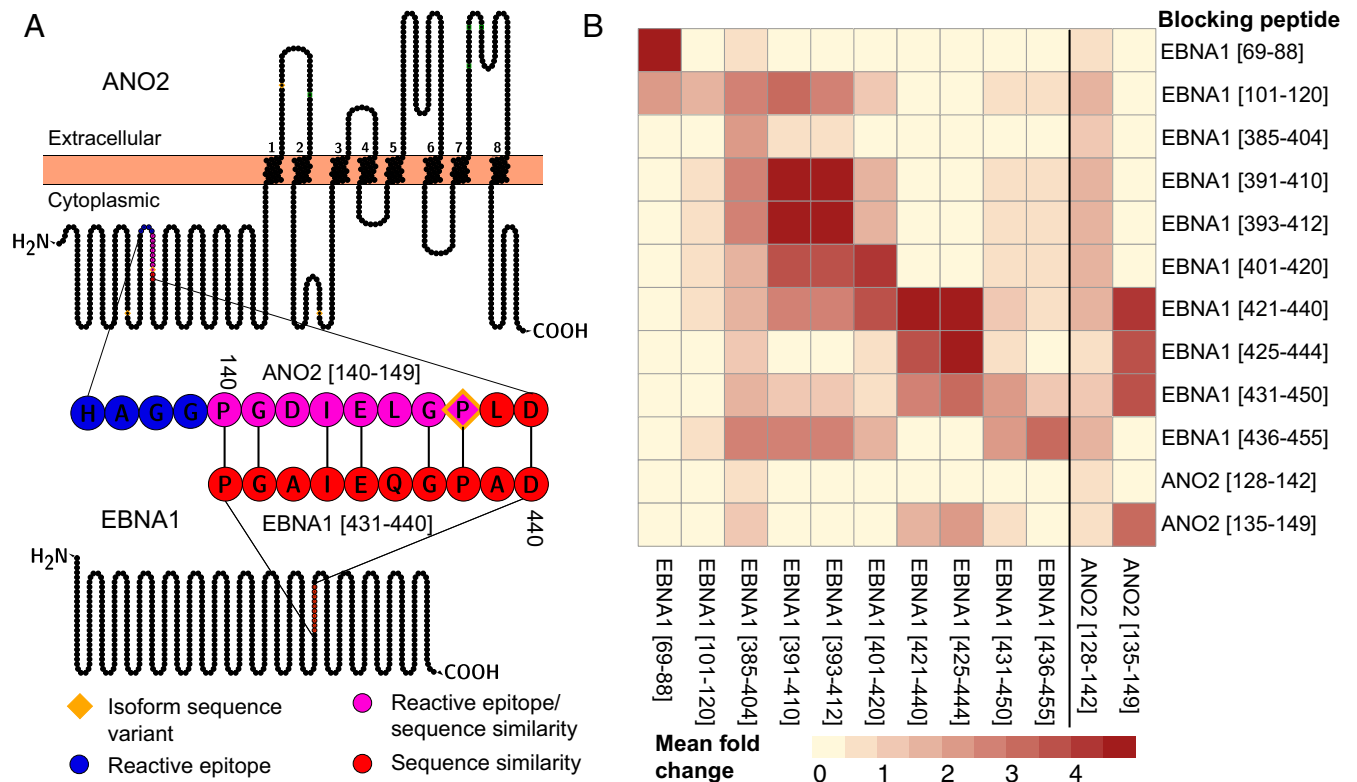 A
ANO2
Extracellular
1 2 3 4 5 6 7 8
Cytoplasmic
H2N
COOH
140
ANO2 [140-149]
H A G G P G D I E L G P L D
P G A I E Q G P A D
EBNA1
EBNA1 [431-440]
440
H2N
COOH
Isoform sequence
variant
Reactive epitope
Reactive epitope/
sequence similarity
Sequence similarity
B
Blocking peptide
EBNA1 [69-88]
EBNA1 [101-120]
EBNA1 [385-404]
EBNA1 [391-410]
EBNA1 [393-412]
EBNA1 [401-420]
EBNA1 [421-440]
EBNA1 [425-444]
EBNA1 [431-450]
EBNA1 [436-455]
ANO2 [128-142]
ANO2 [135-149]
EBNA1 [69-88]
EBNA1 [101-120]
EBNA1 [385-404]
EBNA1 [391-410]
EBNA1 [393-412]
EBNA1 [401-420]
EBNA1 [421-440]
EBNA1 [425-444]
EBNA1 [431-450]
EBNA1 [436-455]
ANO2 [128-142]
ANO2 [135-149]
Mean fold
change
0 1 2 3 4